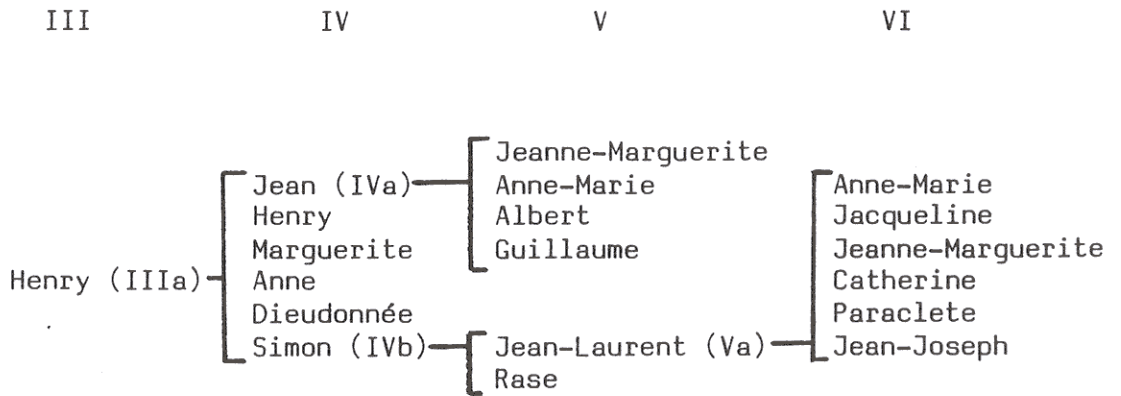 III IV V VI
Jeanne-Marguerite
Jean (IVa) Anne-Marie Anne-Marie
Henry Albert Jacqueline
Marguerite Guillaume Jeanne-Marguerite
Henry (IIIa) Anne Catherine
Dieudonnée Paraclete
Simon (IVb) Jean-Laurent (Va) Jean-Joseph
Rase